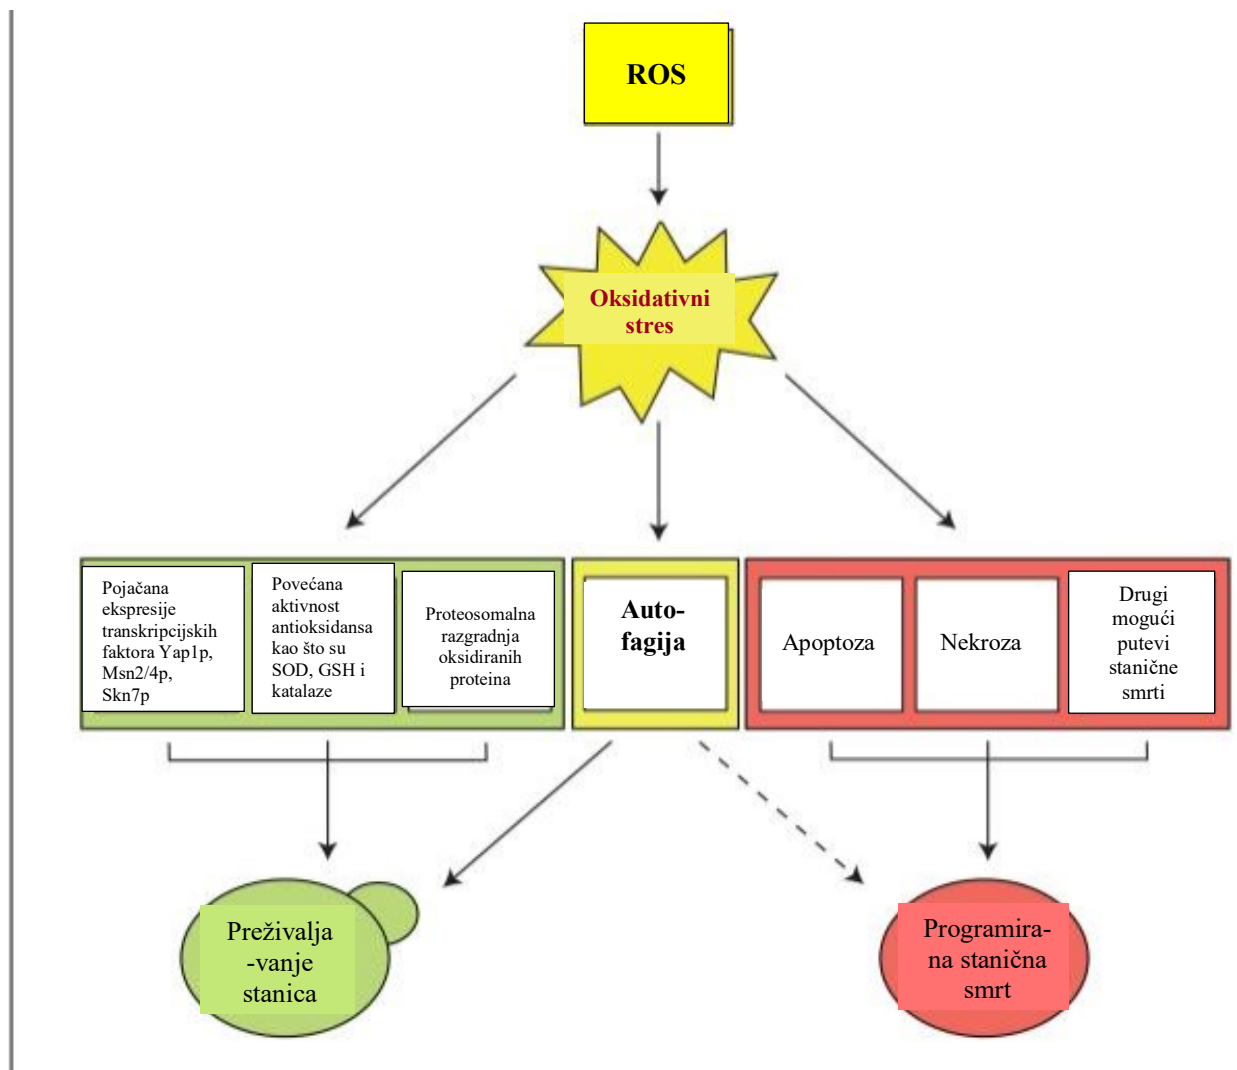 ROS
Oksidativni
stres
Pojačana
ekspresije
transkripcijskih
faktora Yap1p,
Msn2/4p,
Skn7p
Povećana
aktivnost
antioksidansa
kao što su
SOD, GSH i
katalaze
Proteosomalna
razgradnja
oksidiranih
proteina
Auto-
fagija
Apoptoza
Nekroza
Drugi
mogući
putevi
stanične
smrti
Preživalja
-vanje
stanica
Programira-
na stanična
smrt